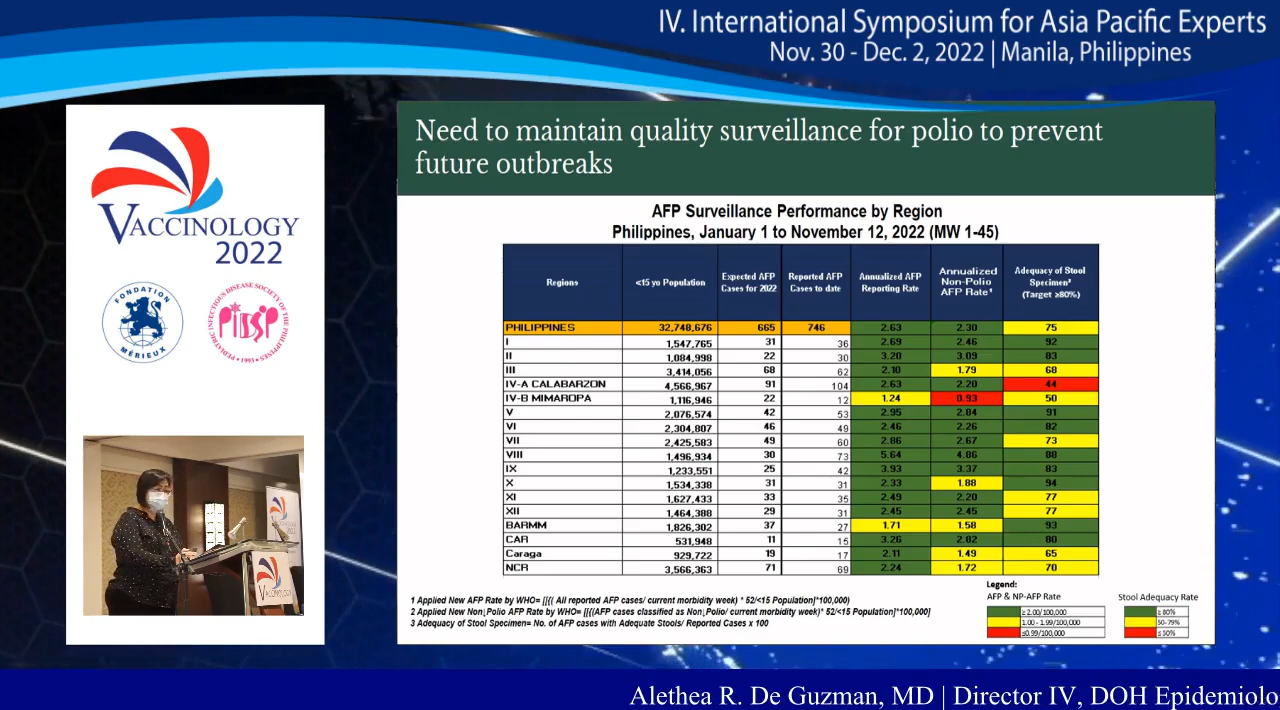 IV. International Symposium for Asia Pacific Experts
Nov. 30 - Dec. 2, 2022 | Manila, Philippines
VACCINOLOGY
2022
FONDATION
MÉRIEUX
PEDIATRIC INFECTIOUS DISEASE SOCIETY OF THE PHILIPPINES
PIDSP
• 1993 •
VACCINOLOGY
Need to maintain quality surveillance for polio to prevent
future outbreaks
AFP Surveillance Performance by Region
Philippines, January 1 to November 12, 2022 (MW 1-45)
Regions <15 yo Population Expected AFP Cases for 2022 Reported AFP Cases to date Annualized AFP Reporting Rate Annualized Non-Polio AFP Rate¹ Adequacy of Stool Specimen³ (Target ≥80%)
PHILIPPINES 32,748,676 665 746 2.63 2.30 75
I 1,547,765 31 36 2.69 2.46 92
II 1,084,998 22 30 3.20 3.09 83
III 3,414,056 68 62 2.10 1.79 68
IV-A CALABARZON 4,566,967 91 104 2.63 2.20 44
IV-B MIMAROPA 1,116,946 22 12 1.24 0.93 50
V 2,076,574 42 53 2.95 2.84 91
VI 2,304,807 46 49 2.46 2.26 82
VII 2,425,583 49 60 2.86 2.67 73
VIII 1,496,934 30 73 5.64 4.86 88
IX 1,233,551 25 42 3.93 3.37 83
X 1,534,338 31 31 2.33 1.88 94
XI 1,627,433 33 35 2.49 2.20 77
XII 1,464,388 29 31 2.45 2.45 77
BARMM 1,826,302 37 27 1.71 1.58 93
CAR 531,948 11 15 3.26 2.82 80
Caraga 929,722 19 17 2.11 1.49 65
NCR 3,566,363 71 69 2.24 1.72 70
1 Applied New AFP Rate by WHO= [[{( All reported AFP cases/ current morbidity week) * 52/<15 Population]*100,000}
2 Applied New Non-Polio AFP Rate by WHO= [[{(AFP cases classified as Non-Polio/ current morbidity week)* 52/<15 Population]*100,000]
3 Adequacy of Stool Specimen= No. of AFP cases with Adequate Stools/ Reported Cases x 100
Legend:
AFP & NP-AFP Rate Stool Adequacy Rate
≥ 2.00/100,000 ≥ 80%
1.00 - 1.99/100,000 50-79%
≤0.99/100,000 ≤ 50%
Alethea R. De Guzman, MD | Director IV, DOH Epidemiolo